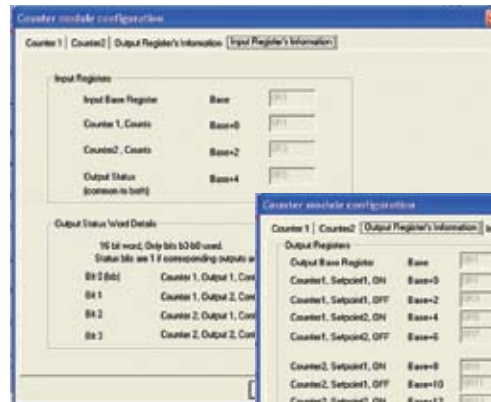 Counter module configuration
Counter 1 | Counter2 | Output Register's Information | Input Register's Information
Input Registers
Input Base Register Base
Counter 1, Counts Base+0
Counter2, Counts Base+2
Output Status Base+4
(common to both)
Output Status Word Details
16 bit word, Only bits b3-b0 used.
Status bits are 1 if corresponding outputs a
Bit 0 (lsb) Counter 1, Output 1, Con
Bit 1 Counter 1, Output 2, Con
Bit 2 Counter 2, Output 1, Con
Bit 3 Counter 2, Output 2, Con
Counter module configuration
Counter 1 | Counter2 | Output Register's Information | In
Output Registers
Output Base Register Base
Counter1, Setpoint1, ON Base+0
Counter1, Setpoint1, OFF Base+2
Counter1, Setpoint2, ON Base+4
Counter1, Setpoint2, OFF Base+6
Counter2, Setpoint1, ON Base+8
Counter2, Setpoint1, OFF Base+10
Counter2, Setpoint2, ON Base+12